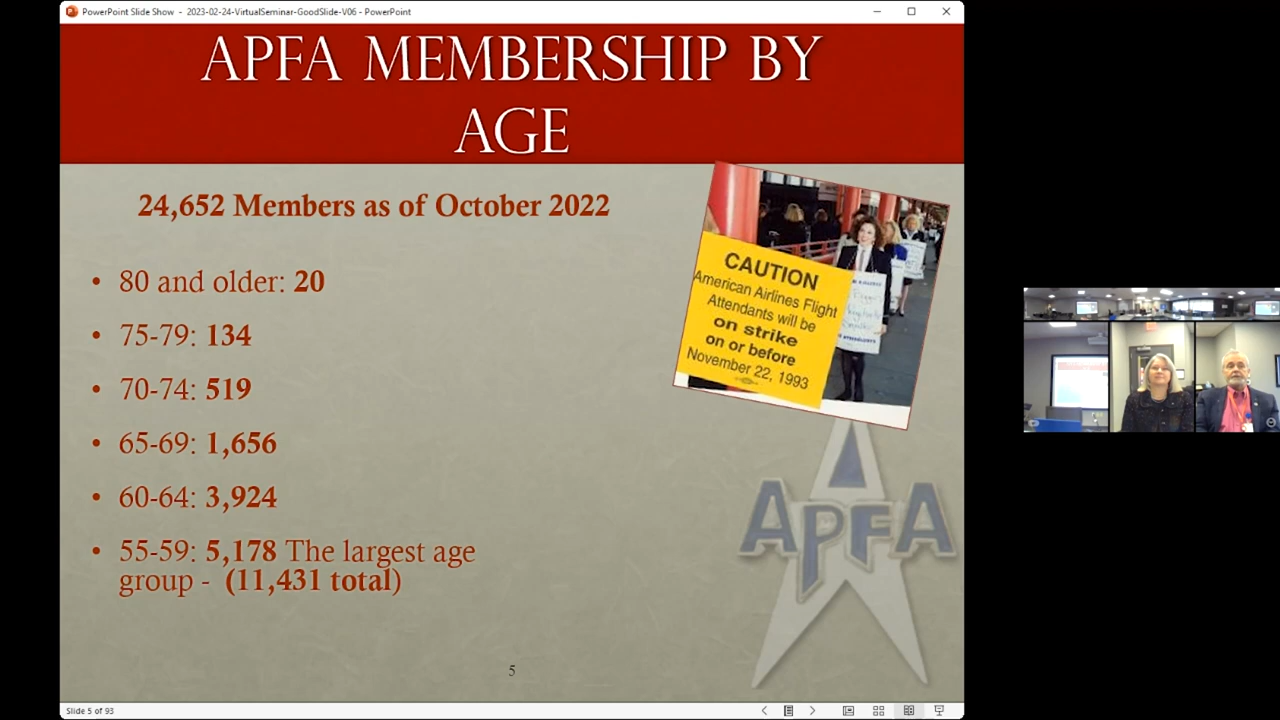 PowerPoint Slide Show - 2023-02-24-VirtualSeminar-GoodSlide-V06 - PowerPoint
APFA MEMBERSHIP BY
AGE
24,652 Members as of October 2022
• 80 and older: 20
• 75-79: 134
• 70-74: 519
• 65-69: 1,656
• 60-64: 3,924
• 55-59: 5,178 The largest age
group - (11,431 total)
CAUTION
American Airlines Flight
Attendants will be
on strike
on or before
November 22, 1993
APFA
5
Slide 5 of 93